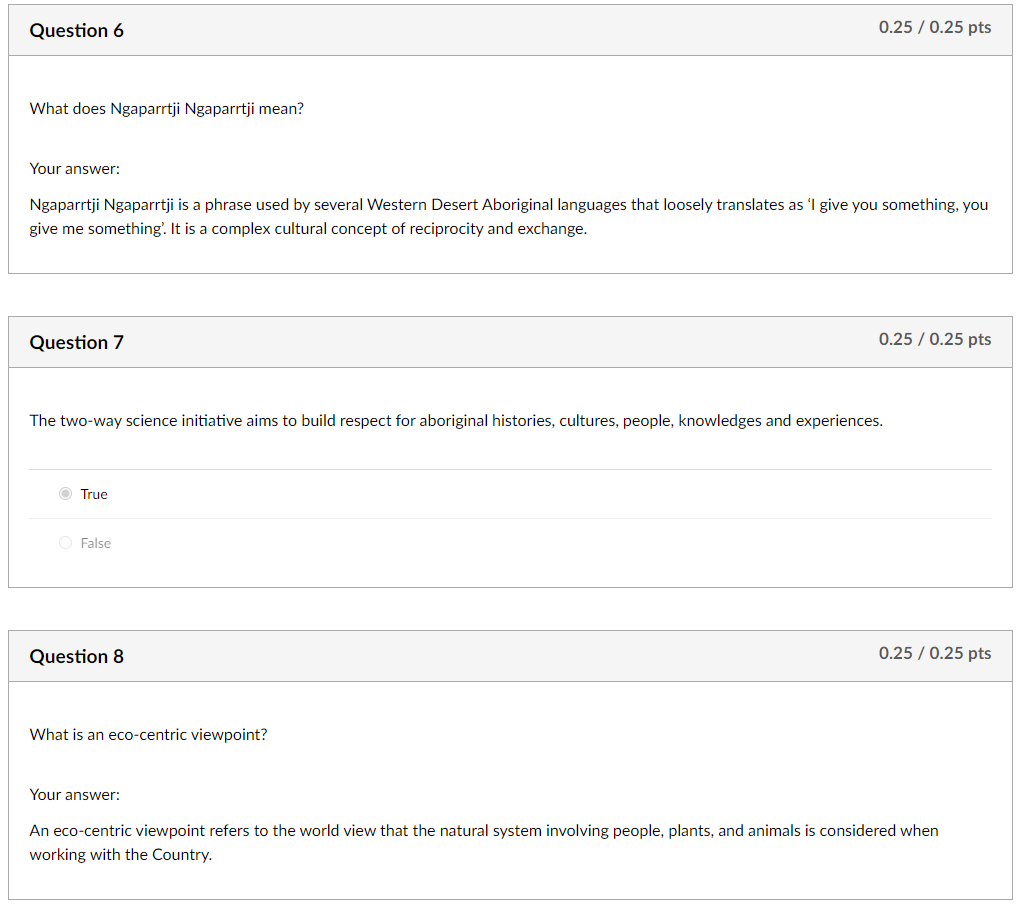 Question 6
0.25 / 0.25 pts
What does Ngaparrtji Ngaparrtji mean?
Your answer:
Ngaparrtji Ngaparrtji is a phrase used by several Western Desert Aboriginal languages that loosely translates as ‘I give you something, you
give me something’. It is a complex cultural concept of reciprocity and exchange.
Question 7
0.25 / 0.25 pts
The two-way science initiative aims to build respect for aboriginal histories, cultures, people, knowledges and experiences.
True
False
Question 8
0.25 / 0.25 pts
What is an eco-centric viewpoint?
Your answer:
An eco-centric viewpoint refers to the world view that the natural system involving people, plants, and animals is considered when
working with the Country.